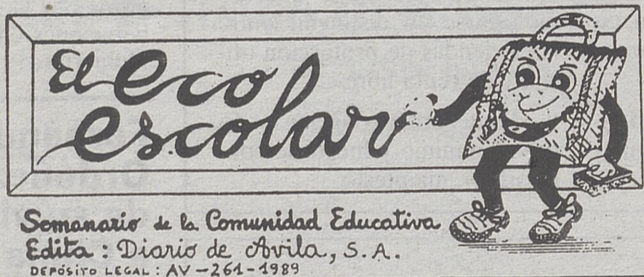 El eco
escolar
Semanario de la Comunidad Educativa
Edita : Diario de Avila, S.A.
DEPÓSITO LEGAL : AV-261-1989